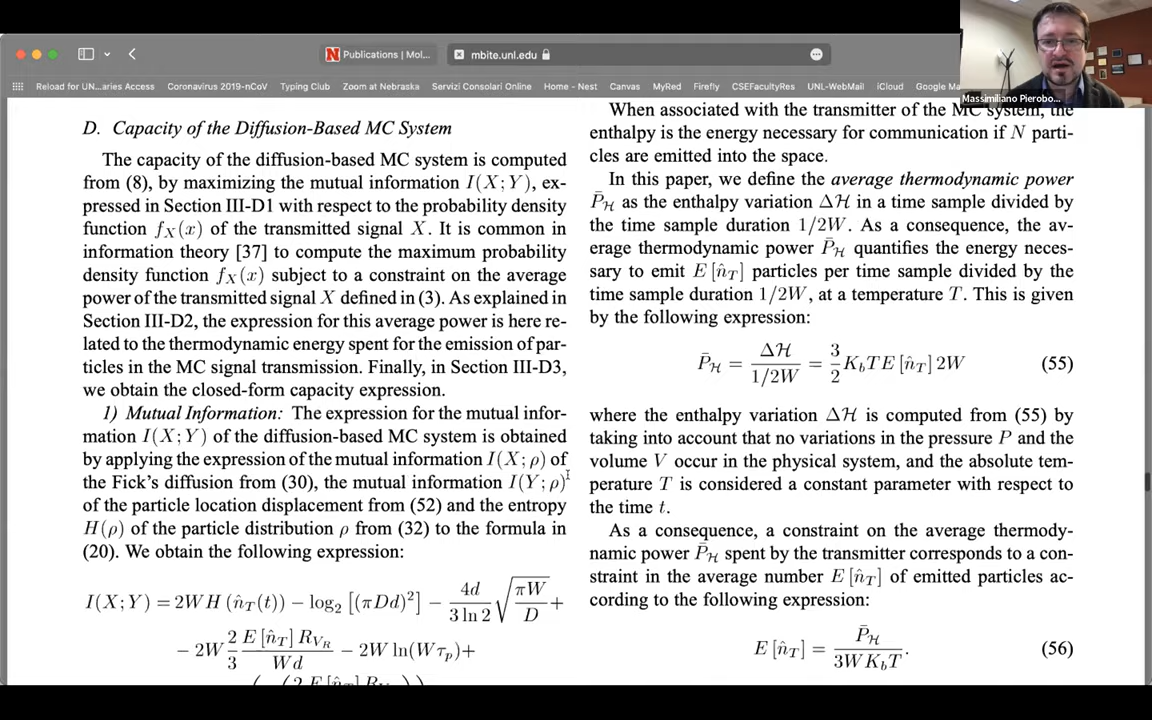 Publications | Mol...
mbite.unl.edu
Reload for UN...aries Access Coronavirus 2019-nCoV Typing Club Zoom at Nebraska Servizi Consolari Online Home - Nest Canvas MyRed Firefly CSEFacultyRes UNL-WebMail iCloud Google Ma
Massimiliano Pierobo...
D. Capacity of the Diffusion-Based MC System
The capacity of the diffusion-based MC system is computed
from (8), by maximizing the mutual information I(X; Y), ex-
pressed in Section III-D1 with respect to the probability density
function f_X(x) of the transmitted signal X. It is common in
information theory [37] to compute the maximum probability
density function f_X(x) subject to a constraint on the average
power of the transmitted signal X defined in (3). As explained in
Section III-D2, the expression for this average power is here re-
lated to the thermodynamic energy spent for the emission of par-
ticles in the MC signal transmission. Finally, in Section III-D3,
we obtain the closed-form capacity expression.
1) Mutual Information: The expression for the mutual infor-
mation I(X; Y) of the diffusion-based MC system is obtained
by applying the expression of the mutual information I(X; ρ) of
the Fick's diffusion from (30), the mutual information I(Y; ρ)
of the particle location displacement from (52) and the entropy
H(ρ) of the particle distribution ρ from (32) to the formula in
(20). We obtain the following expression:
I(X; Y) = 2WH (n̂_T(t)) − log₂ [(πDd)²] − 4d/(3 ln 2) √(πW/D) +
− 2W 2/3 E [n̂_T] R_{V_R}/(Wd) − 2W ln(Wτ_p)+
When associated with the transmitter of the MC system, the
enthalpy is the energy necessary for communication if N parti-
cles are emitted into the space.
In this paper, we define the average thermodynamic power
P̄_H as the enthalpy variation ΔH in a time sample divided by
the time sample duration 1/2W. As a consequence, the av-
erage thermodynamic power P̄_H quantifies the energy neces-
sary to emit E [n̂_T] particles per time sample divided by the
time sample duration 1/2W, at a temperature T. This is given
by the following expression:
P̄_H = ΔH/(1/2W) = 3/2 K_b T E [n̂_T] 2W (55)
where the enthalpy variation ΔH is computed from (55) by
taking into account that no variations in the pressure P and the
volume V occur in the physical system, and the absolute tem-
perature T is considered a constant parameter with respect to
the time t.
As a consequence, a constraint on the average thermody-
namic power P̄_H spent by the transmitter corresponds to a con-
straint in the average number E [n̂_T] of emitted particles ac-
cording to the following expression:
E [n̂_T] = P̄_H/(3W K_b T). (56)